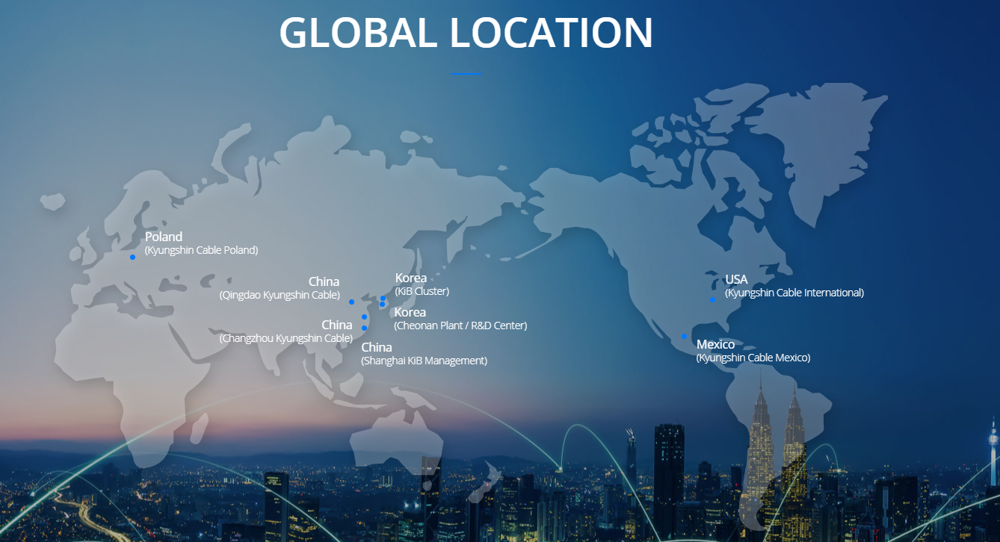 GLOBAL LOCATION
Poland
(Kyungshin Cable Poland)
China
(Qingdao Kyungshin Cable)
Korea
(KiB Cluster)
Korea
(Cheonan Plant / R&D Center)
China
(Changzhou Kyungshin Cable)
China
(Shanghai KiB Management)
USA
(Kyungshin Cable International)
Mexico
(Kyungshin Cable Mexico)